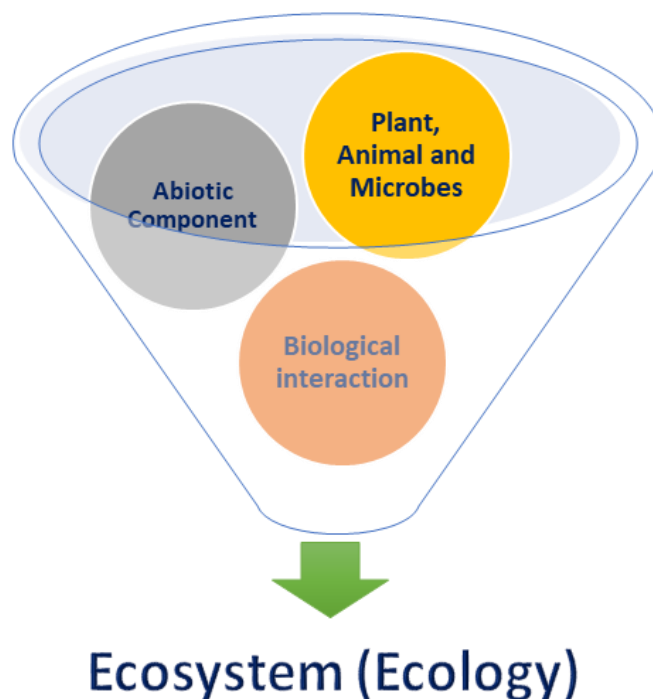 Plant,
Animal and
Microbes
Abiotic
Component
Biological
interaction
Ecosystem (Ecology)